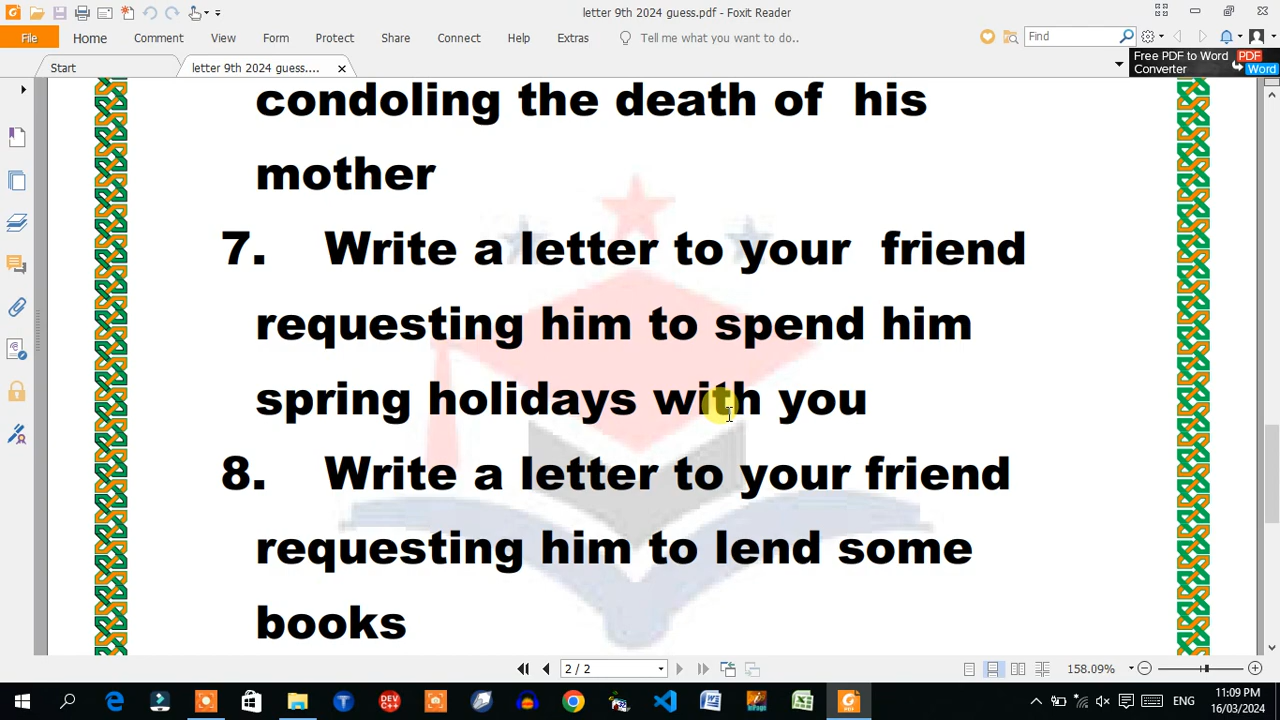 letter 9th 2024 guess.pdf - Foxit Reader
File Home Comment View Form Protect Share Connect Help Extras Tell me what you want to do.. Find
Start letter 9th 2024 guess.... Free PDF to Word Converter PDF Word
condoling the death of his
mother
7. Write a letter to your friend
requesting him to spend him
spring holidays with you
8. Write a letter to your friend
requesting him to lend some
books
2 / 2 158.09%
ENG 11:09 PM
16/03/2024